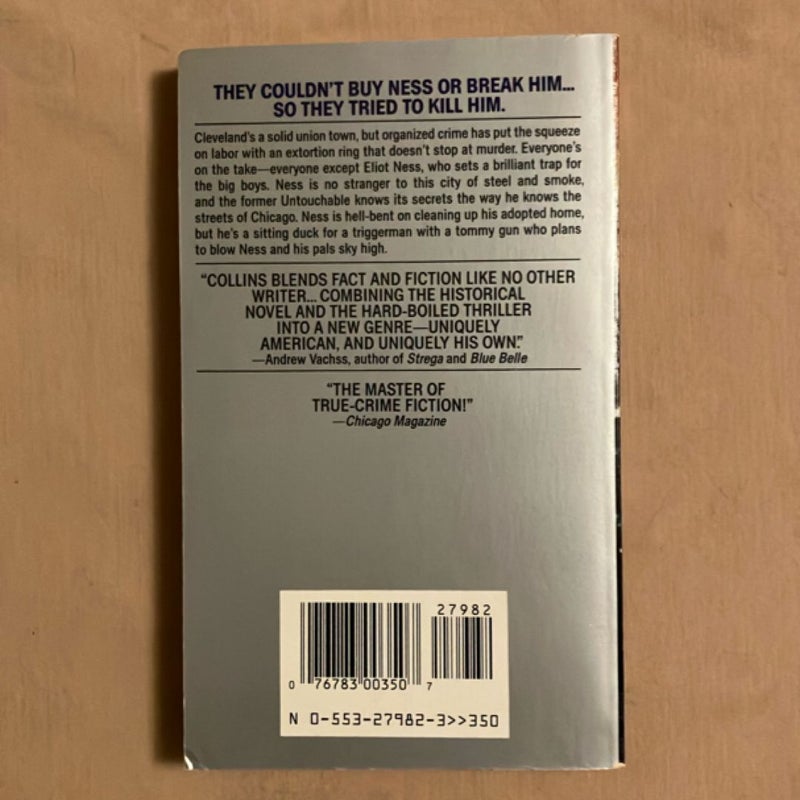 THEY COULDN'T BUY NESS OR BREAK HIM...
SO THEY TRIED TO KILL HIM.
Cleveland's a solid union town, but organized crime has put the squeeze
on labor with an extortion ring that doesn't stop at murder. Everyone's
on the take—everyone except Eliot Ness, who sets a brilliant trap for
the big boys. Ness is no stranger to this city of steel and smoke,
and the former Untouchable knows its secrets the way he knows the
streets of Chicago. Ness is hell-bent on cleaning up his adopted home,
but he's a sitting duck for a triggerman with a tommy gun who plans
to blow Ness and his pals sky high.
"COLLINS BLENDS FACT AND FICTION LIKE NO OTHER
WRITER... COMBINING THE HISTORICAL
NOVEL AND THE HARD-BOILED THRILLER
INTO A NEW GENRE—UNIQUELY
AMERICAN, AND UNIQUELY HIS OWN."
—Andrew Vachss, author of Strega and Blue Belle
"THE MASTER OF
TRUE-CRIME FICTION!"
—Chicago Magazine
27982
0 76783 00350 7
N 0-553-27982-3>>350